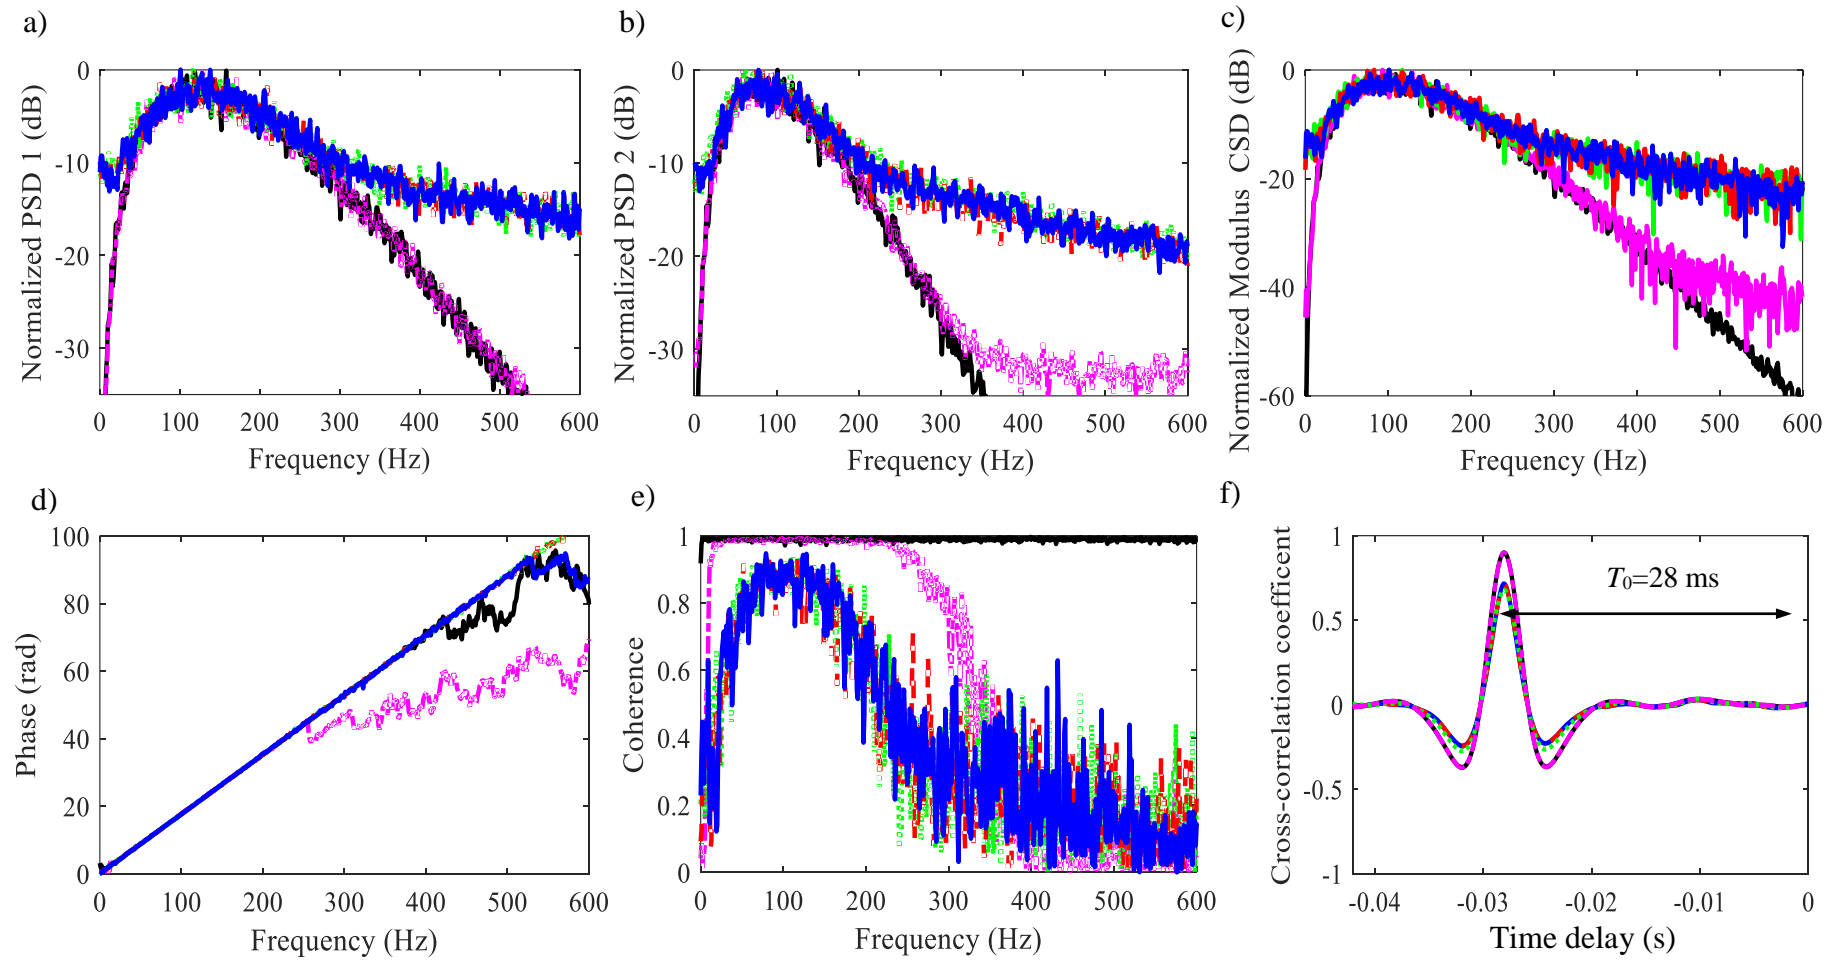 a)
Normalized PSD 1 (dB)
0
-10
-20
-30
0 100 200 300 400 500 600
Frequency (Hz)
b)
Normalized PSD 2 (dB)
0
-10
-20
-30
0 100 200 300 400 500 600
Frequency (Hz)
c)
Normalized Modulus CSD (dB)
0
-20
-40
-60
0 100 200 300 400 500 600
Frequency (Hz)
d)
Phase (rad)
100
80
60
40
20
0
0 100 200 300 400 500 600
Frequency (Hz)
e)
Coherence
1
0.8
0.6
0.4
0.2
0
0 100 200 300 400 500 600
Frequency (Hz)
f)
Cross-correlation coefficent
1
0.5
0
-0.5
-1
T0=28 ms
-0.04 -0.03 -0.02 -0.01 0
Time delay (s)